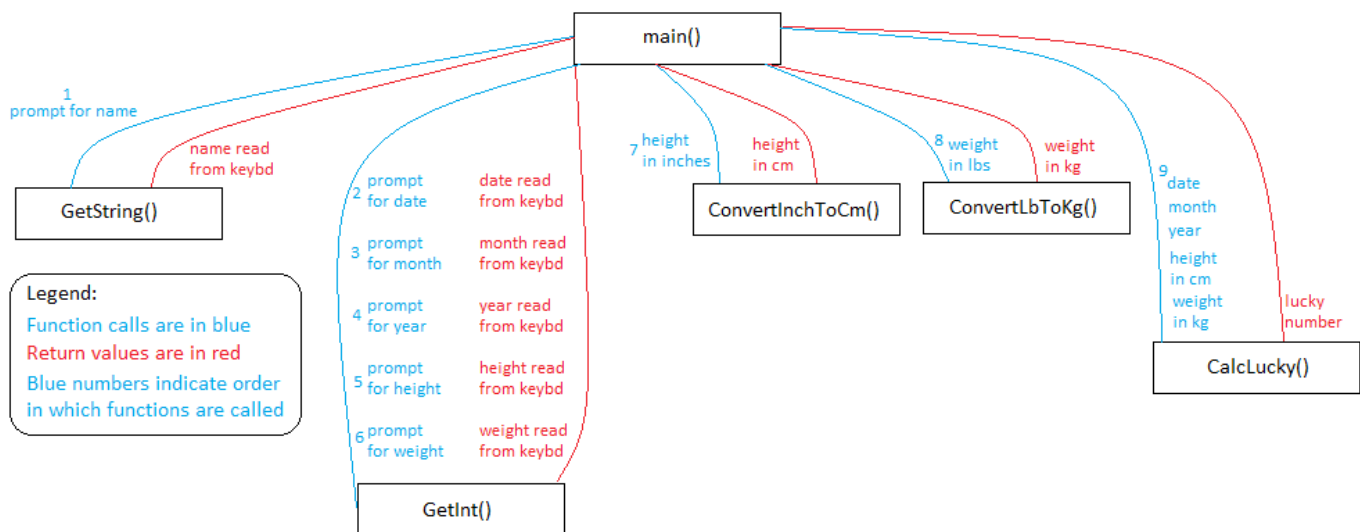 main()
1
prompt for name
name read
from keybd
GetString()
2 prompt
for date
date read
from keybd
3 prompt
for month
month read
from keybd
4 prompt
for year
year read
from keybd
5 prompt
for height
height read
from keybd
6 prompt
for weight
weight read
from keybd
GetInt()
7 height
in inches
height
in cm
ConvertInchToCm()
8 weight
in lbs
weight
in kg
ConvertLbToKg()
9
date
month
year
height
in cm
weight
in kg
lucky
number
CalcLucky()
Legend:
Function calls are in blue
Return values are in red
Blue numbers indicate order
in which functions are called